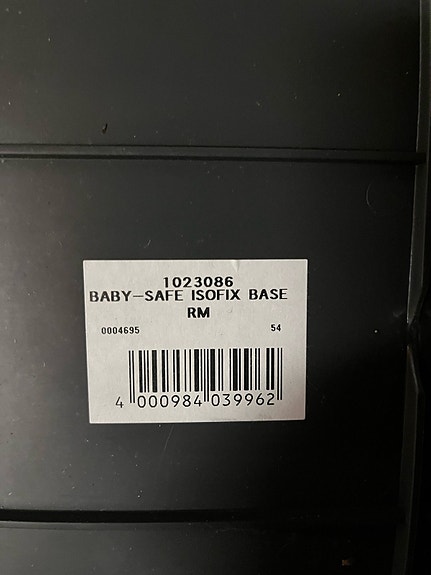 1023086
BABY-SAFE ISOFIX BASE
RM
0004695 54
4 000984 039962